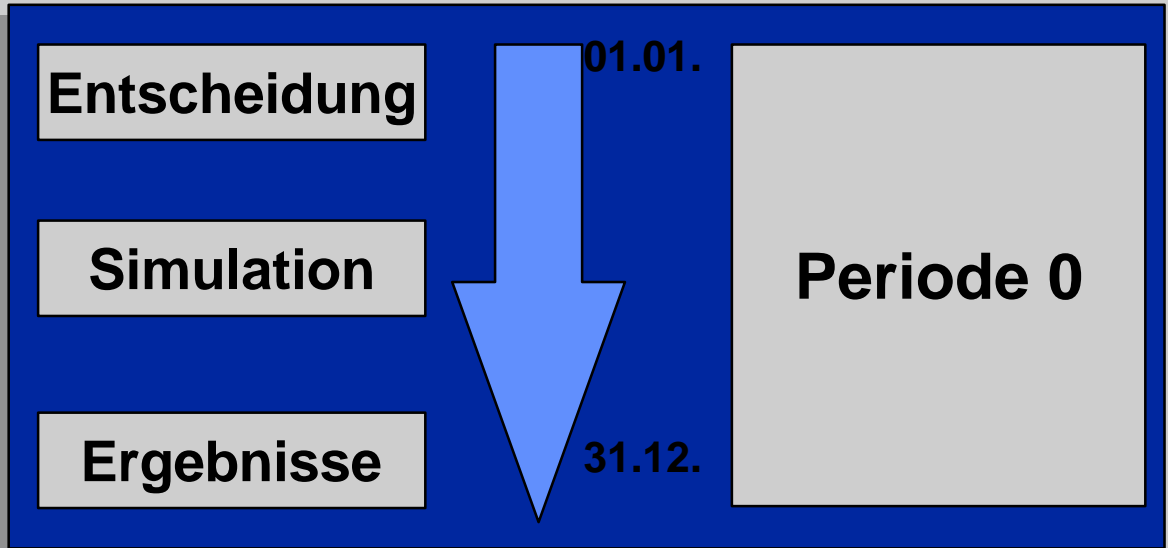 Entscheidung
Simulation
Ergebnisse
01.01.
31.12.
Periode 0